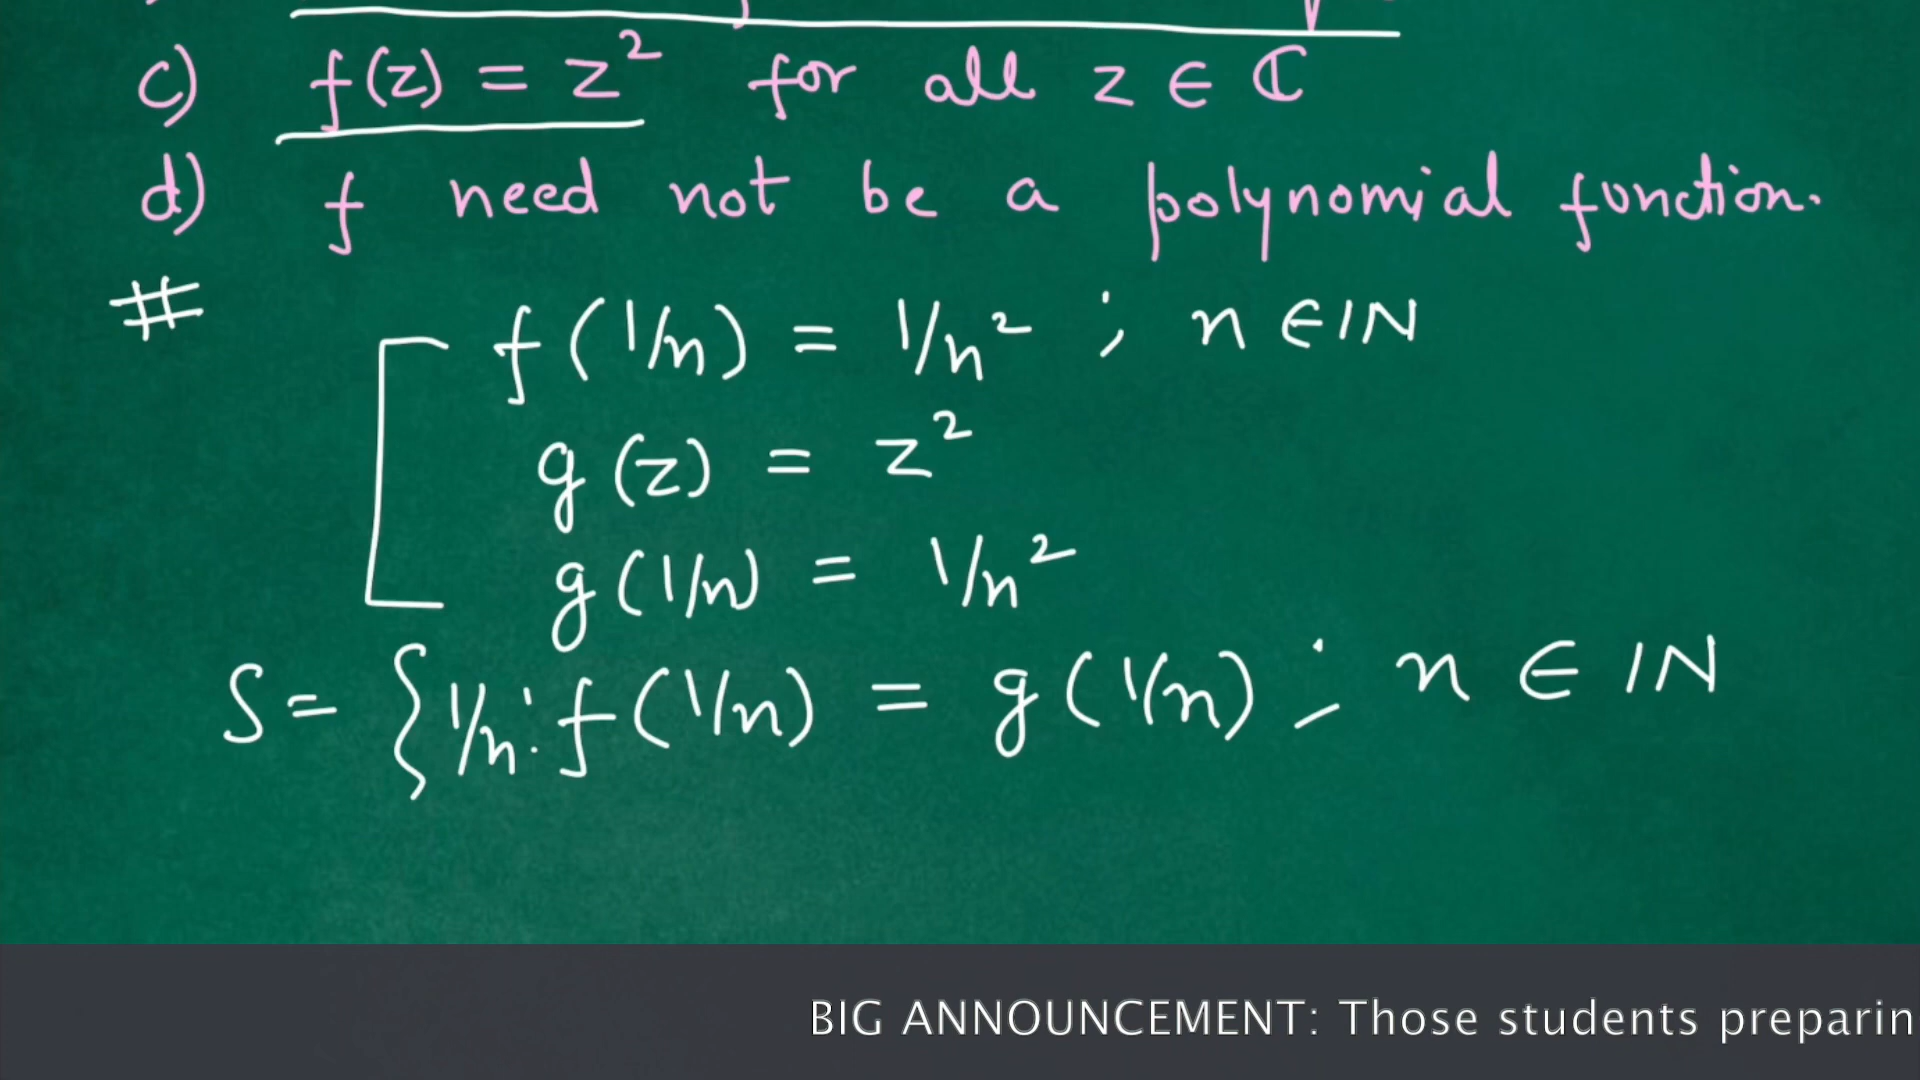 c) f(z) = z² for all z ∈ ℂ
d) f need not be a polynomial function.
#
f(1/n) = 1/n² ; n ∈ IN
g(z) = z²
g(1/n) = 1/n²
S = { 1/n : f(1/n) = g(1/n) ; n ∈ IN
BIG ANNOUNCEMENT: Those students preparin